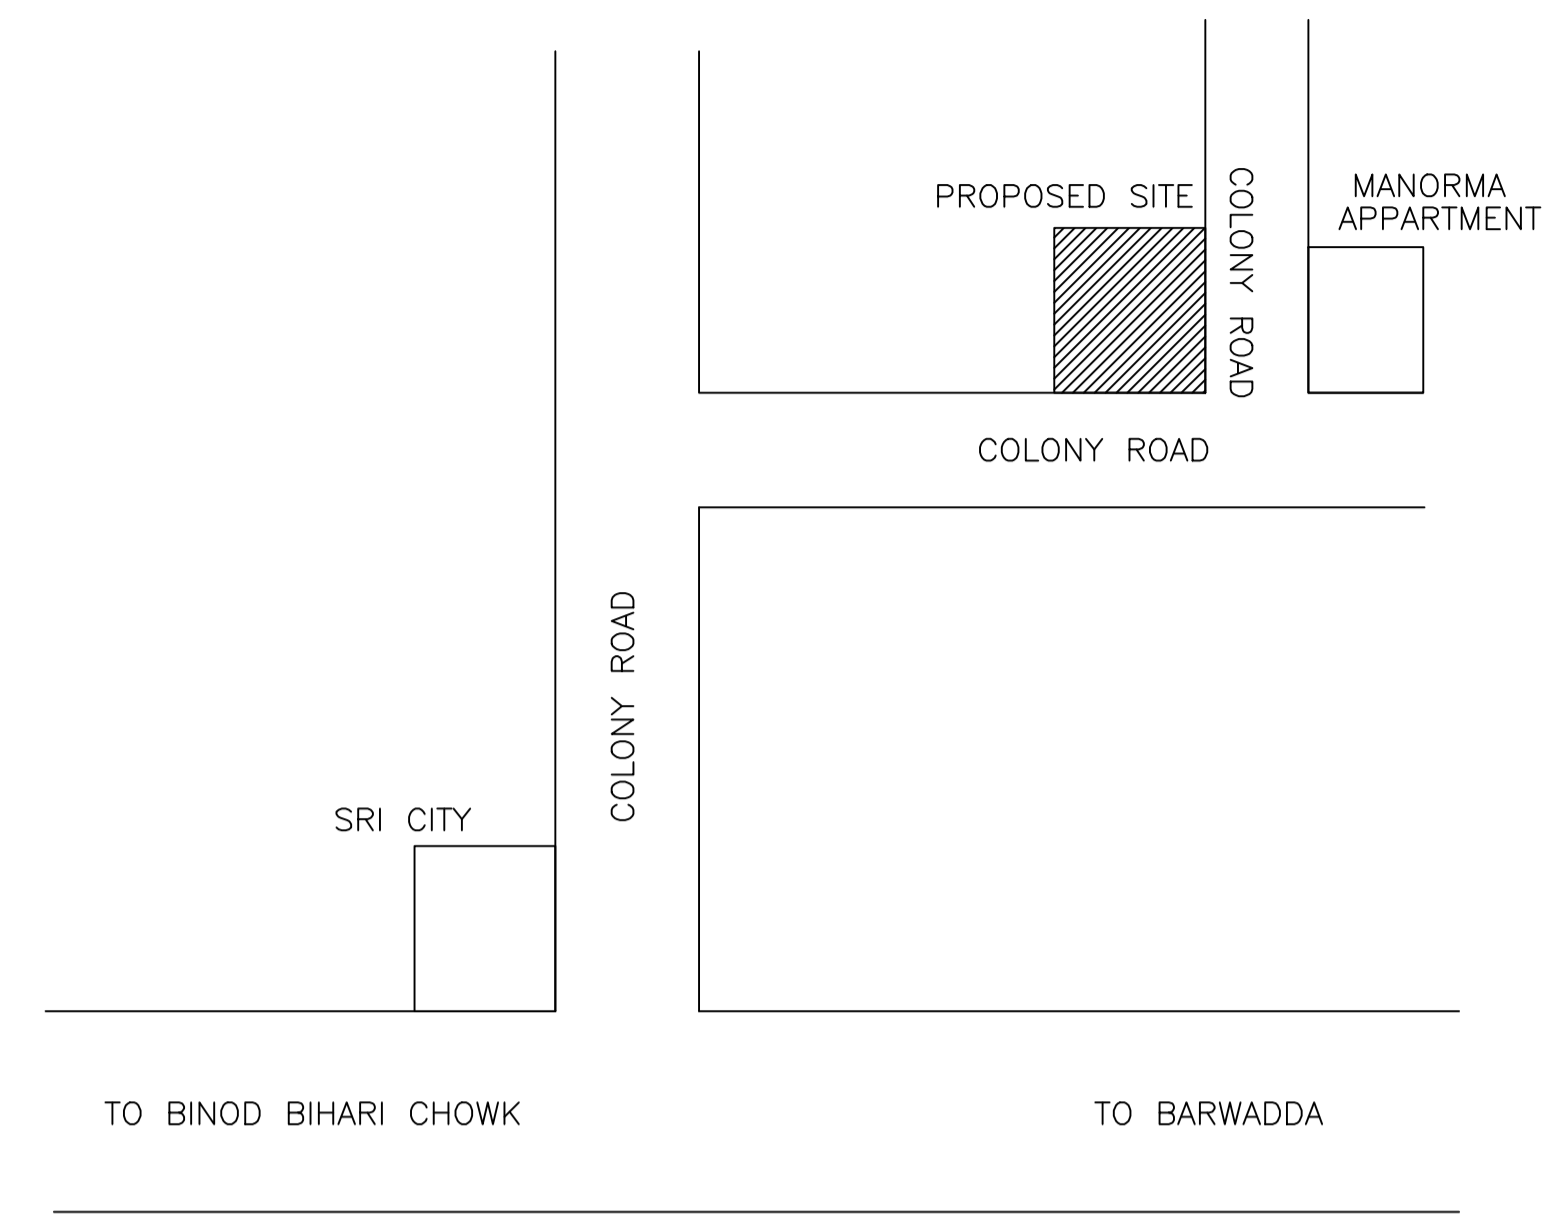 PROPOSED SITE
MANORMA
APPARTMENT
COLONY ROAD
COLONY ROAD
COLONY ROAD
SRI CITY
TO BINOD BIHARI CHOWK
TO BARWADDA